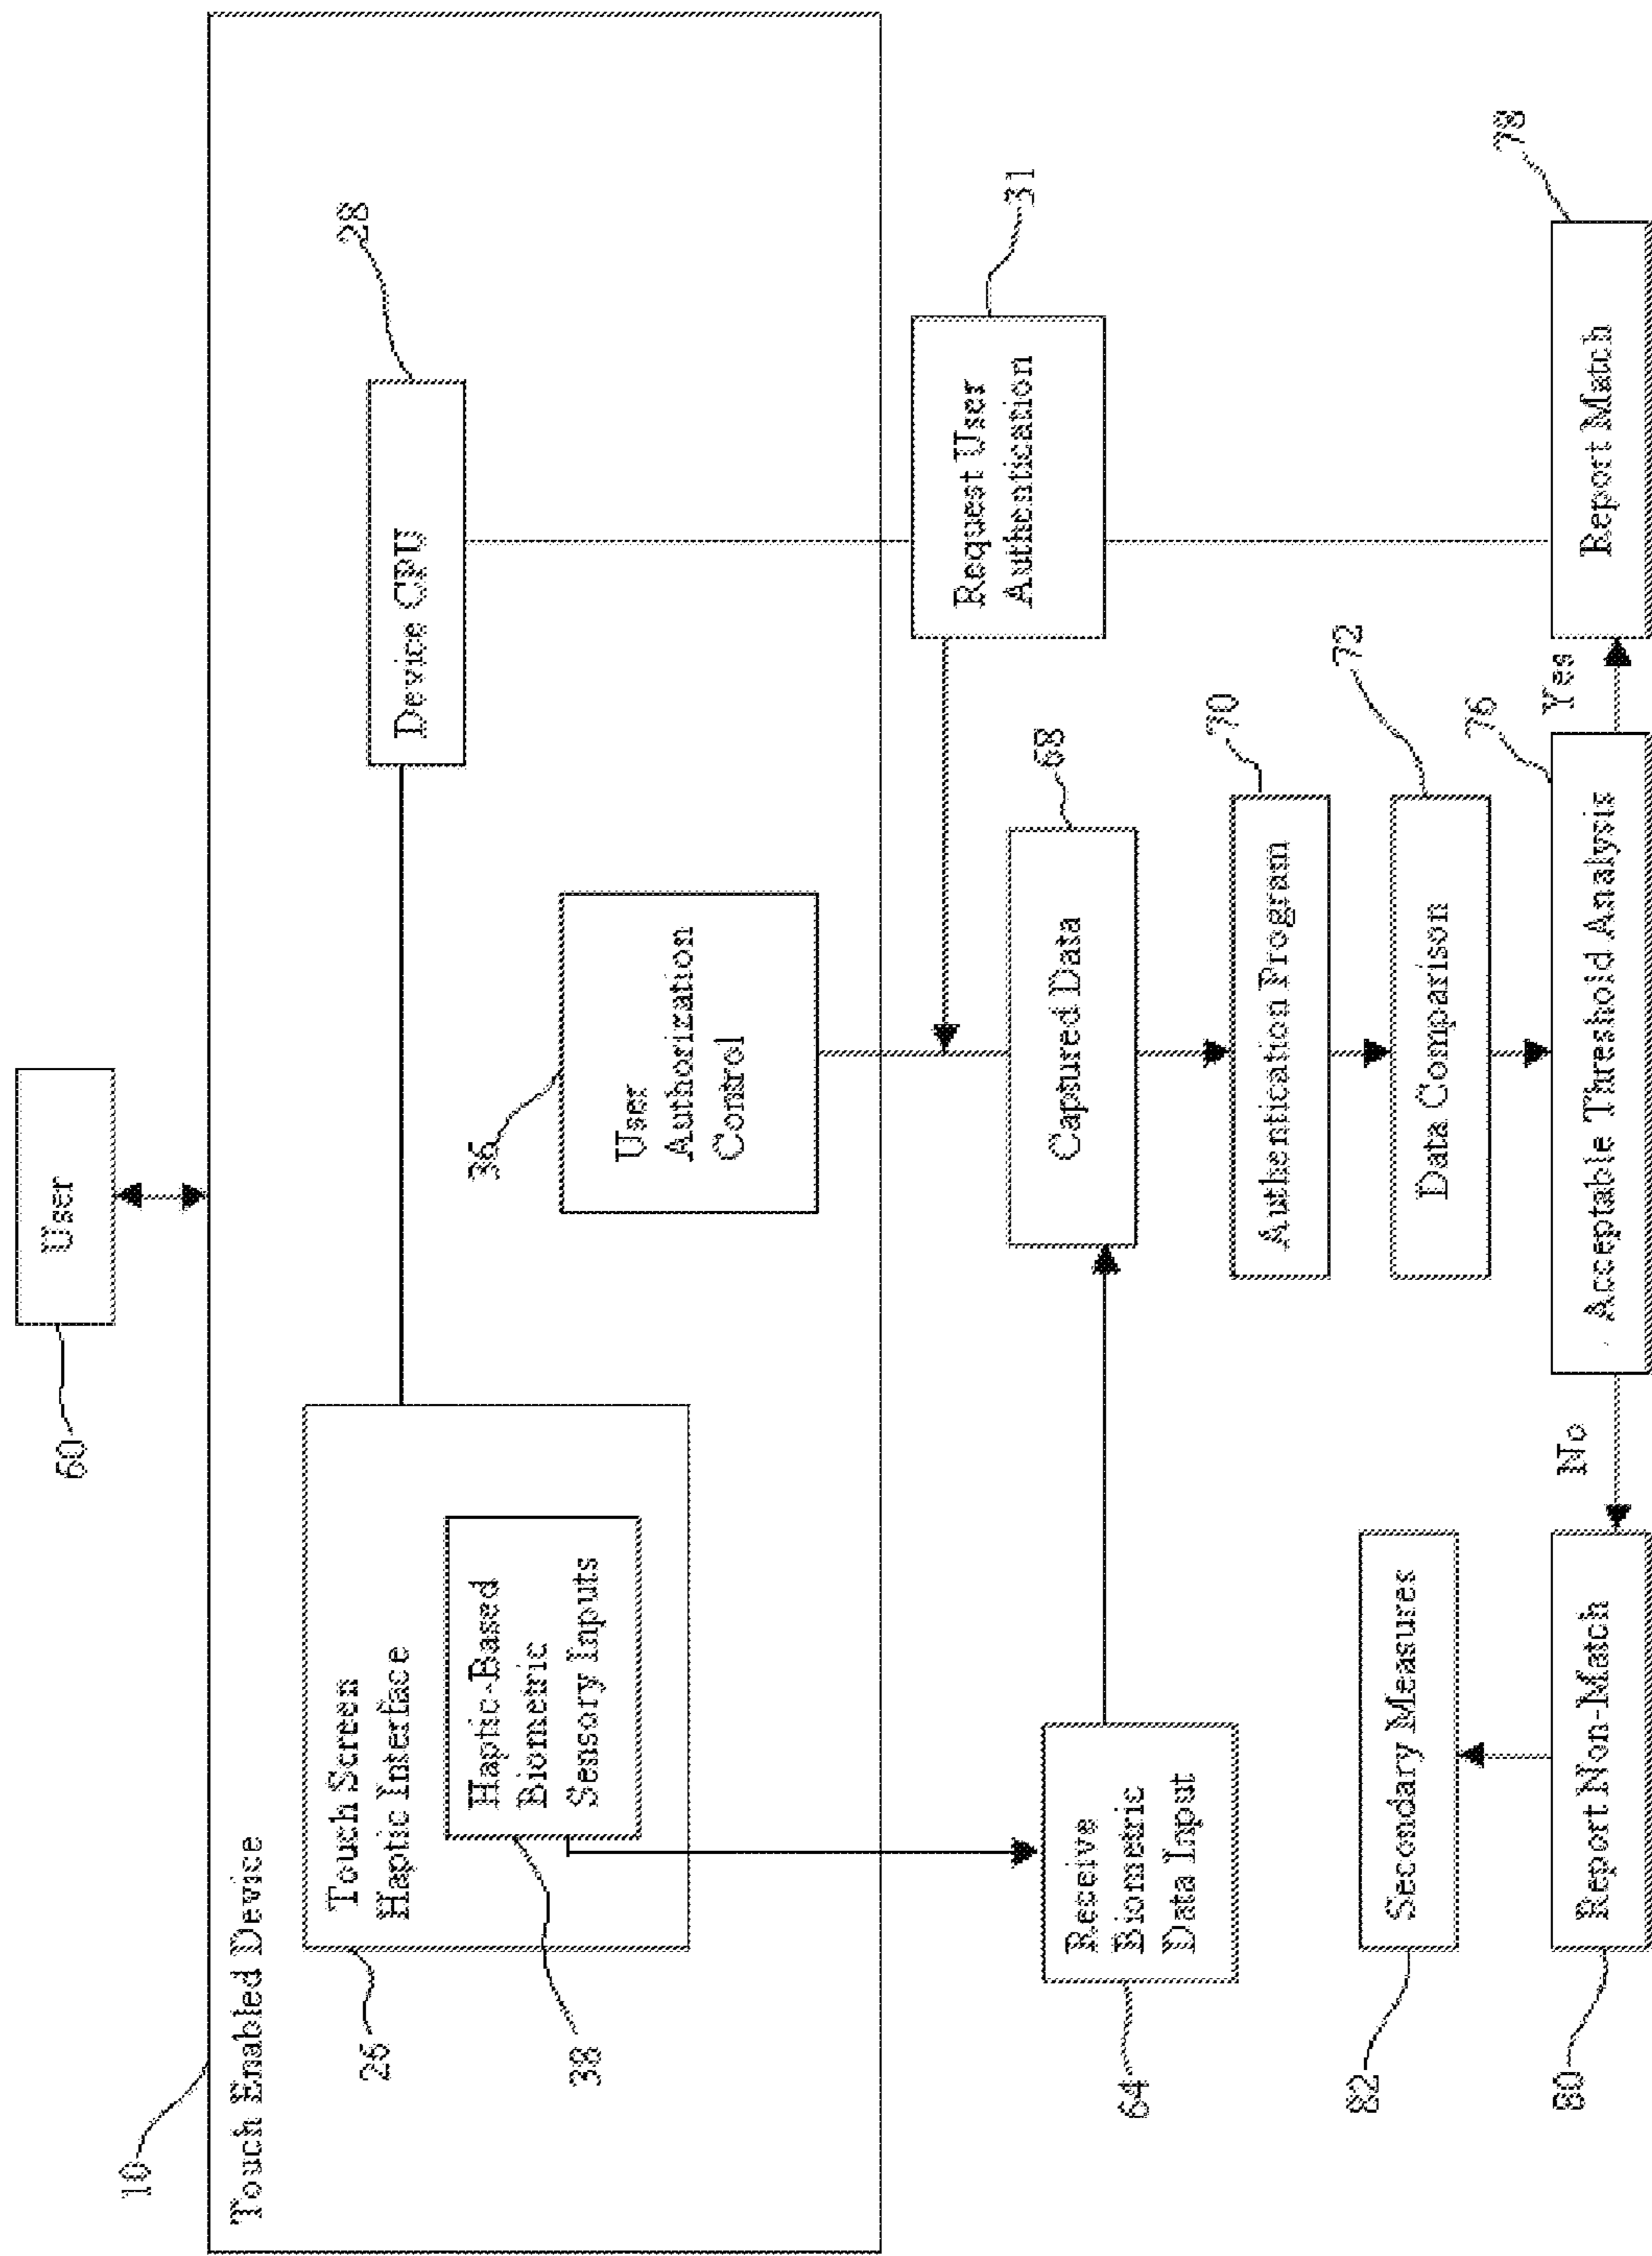 User
60
10
Touch Enabled Device
Touch Screen
Haptic Interface
26
Haptic-Based
Biometric
Sensory Inputs
38
Device CPU
28
User
Authorization
Control
36
Request User
Authentication
31
Receive
Biometric
Data Input
64
Captured Data
68
Authentication Program
70
Data Comparison
72
Acceptable Threshold Analysis
76
Yes
Report Match
78
No
Report Non-Match
80
Secondary Measures
82